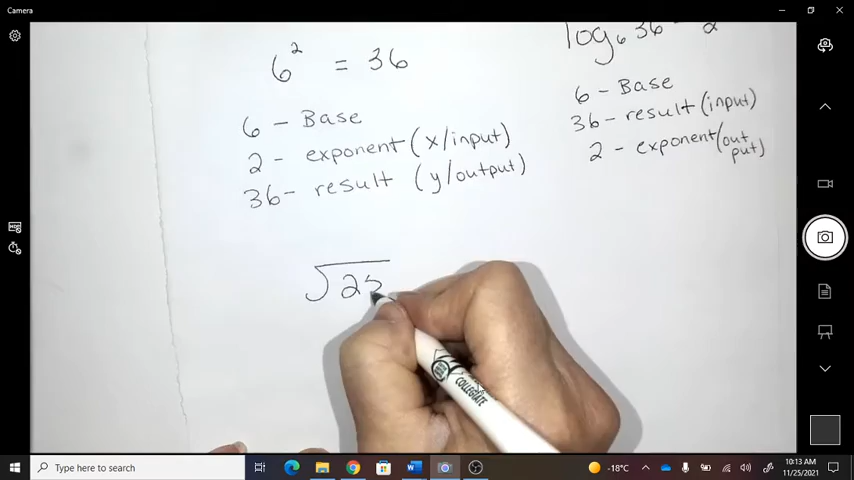 Camera
6² = 36
6 - Base
2 - exponent (x/input)
36- result (y/output)
log₆ 36 = 2
6 - Base
36 - result (input)
2 - exponent (out
put)
√25
COLLEGIATE
Type here to search
-18°C
10:13 AM
11/25/2021